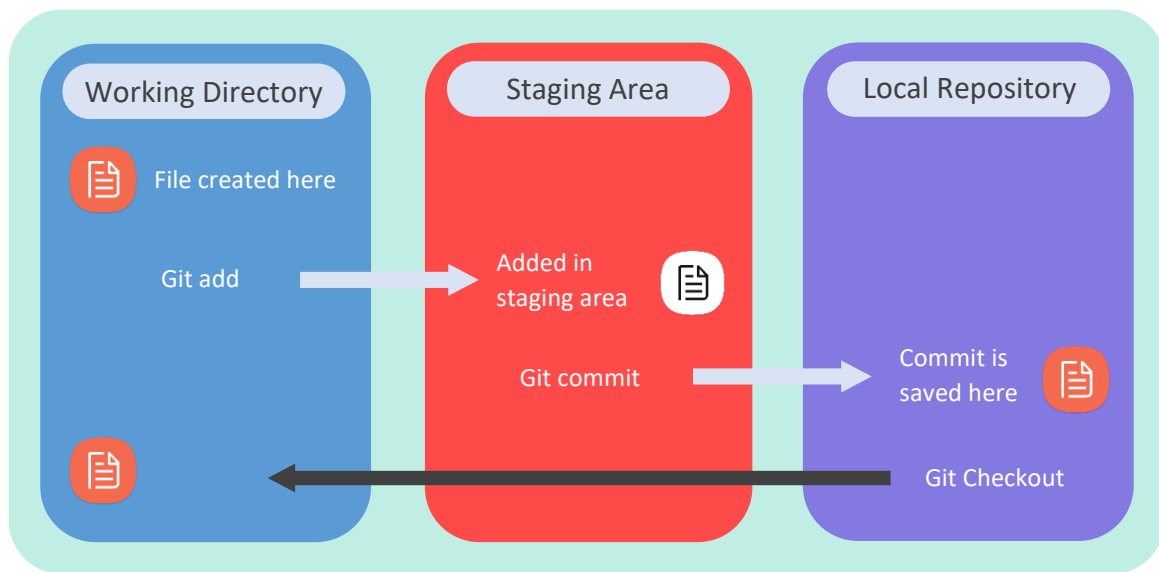 Working Directory
Staging Area
Local Repository
File created here
Git add
Added in
staging area
Git commit
Commit is
saved here
Git Checkout